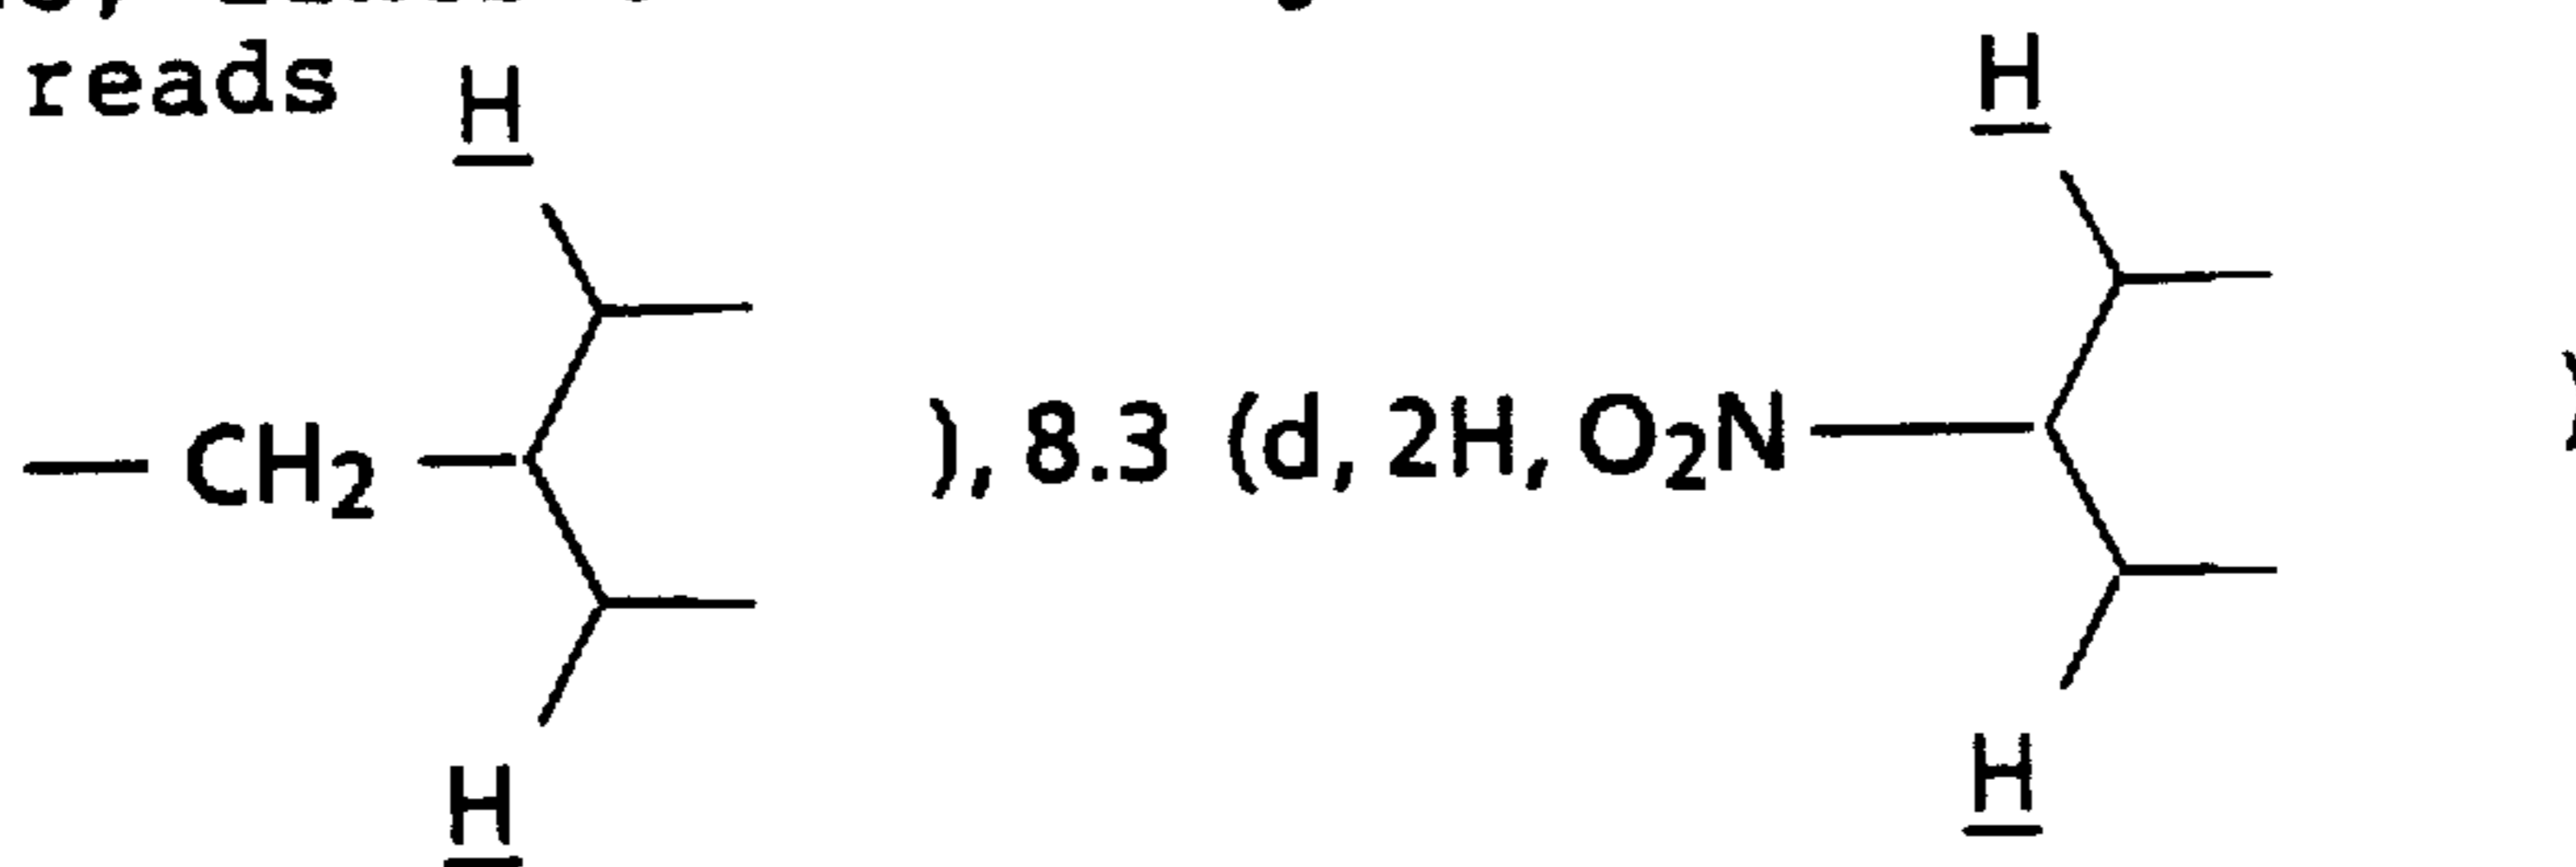 reads
H H
— CH2 — ), 8.3 (d, 2H, O2N — )
H H